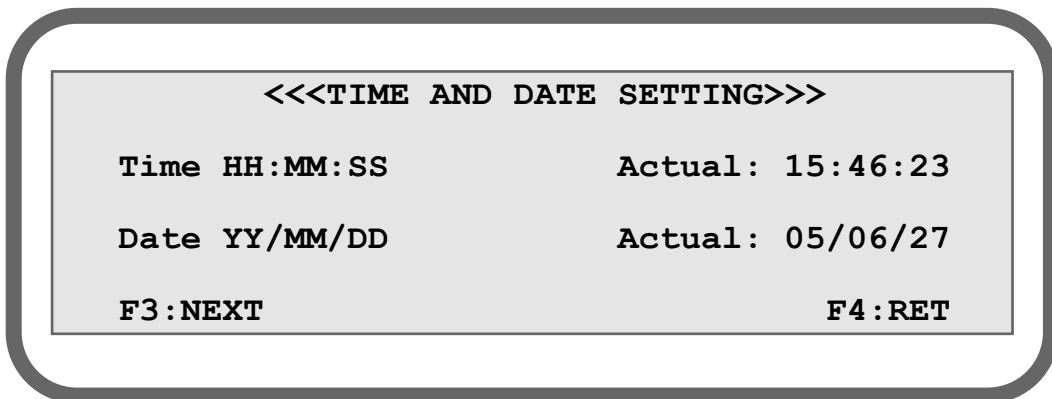 <<<TIME AND DATE SETTING>>>
Time HH:MM:SS Actual: 15:46:23
Date YY/MM/DD Actual: 05/06/27
F3:NEXT F4:RET